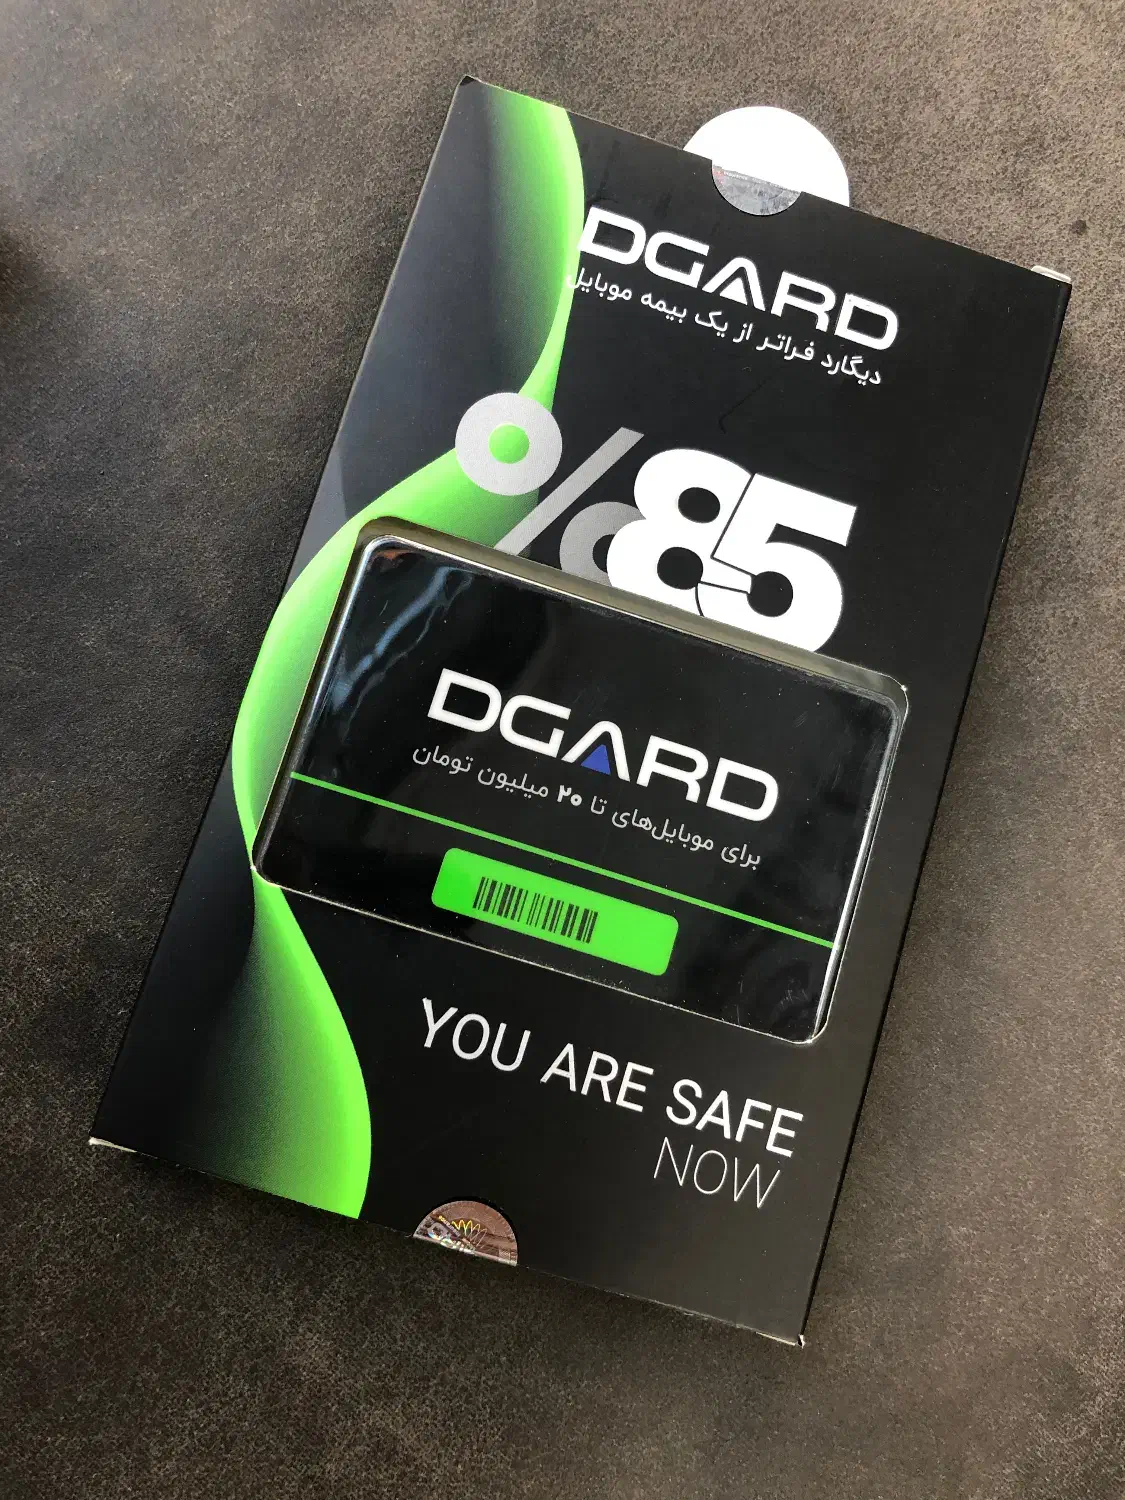 DGARD
دیگارد فراتر از یک بیمه موبایل
%85
DGARD
برای موبایل‌های تا ۲۰ میلیون تومان
YOU ARE SAFE
NOW